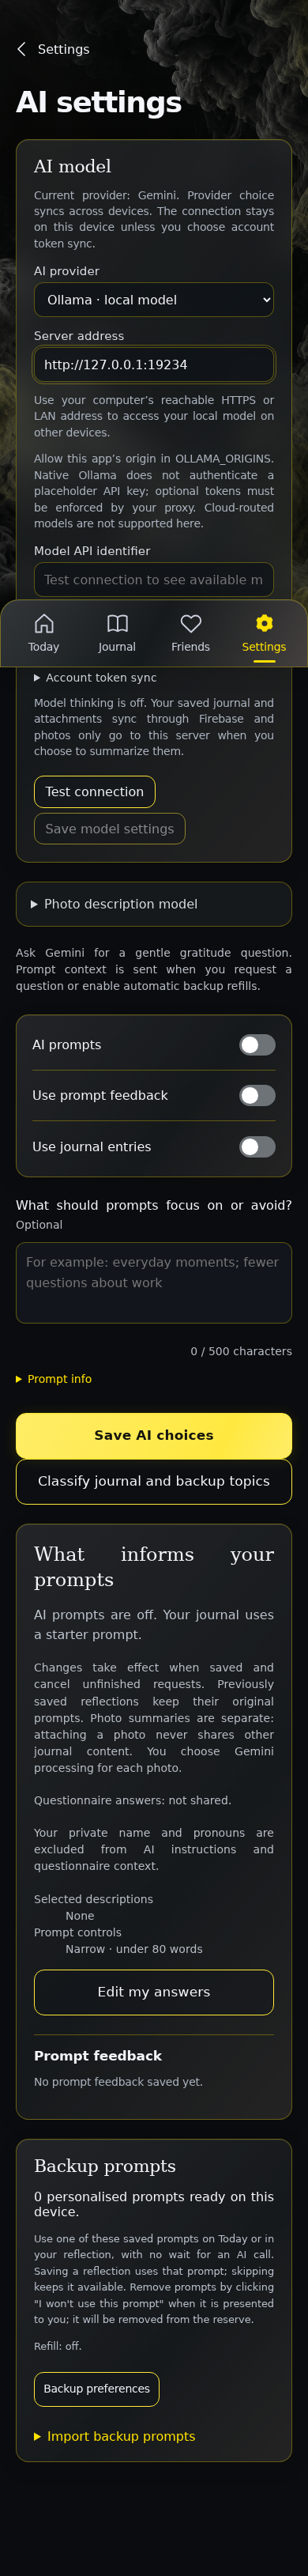 Settings
AI settings
AI model
Current provider: Gemini. Provider choice
syncs across devices. The connection stays
on this device unless you choose account
token sync.
AI provider
Ollama · local model
Server address
http://127.0.0.1:19234
Use your computer's reachable HTTPS or
LAN address to access your local model on
other devices.
Allow this app's origin in OLLAMA_ORIGINS.
Native Ollama does not authenticate a
placeholder API key; optional tokens must
be enforced by your proxy. Cloud-routed
models are not supported here.
Model API identifier
Test connection to see available m
Today Journal Friends Settings
Account token sync
Model thinking is off. Your saved journal and
attachments sync through Firebase and
photos only go to this server when you
choose to summarize them.
Test connection
Save model settings
Photo description model
Ask Gemini for a gentle gratitude question.
Prompt context is sent when you request a
question or enable automatic backup refills.
AI prompts
Use prompt feedback
Use journal entries
What should prompts focus on or avoid?
Optional
For example: everyday moments; fewer
questions about work
0 / 500 characters
Prompt info
Save AI choices
Classify journal and backup topics
What informs your
prompts
AI prompts are off. Your journal uses
a starter prompt.
Changes take effect when saved and
cancel unfinished requests. Previously
saved reflections keep their original
prompts. Photo summaries are separate:
attaching a photo never shares other
journal content. You choose Gemini
processing for each photo.
Questionnaire answers: not shared.
Your private name and pronouns are
excluded from AI instructions and
questionnaire context.
Selected descriptions
None
Prompt controls
Narrow · under 80 words
Edit my answers
Prompt feedback
No prompt feedback saved yet.
Backup prompts
0 personalised prompts ready on this
device.
Use one of these saved prompts on Today or in
your reflection, with no wait for an AI call.
Saving a reflection uses that prompt; skipping
keeps it available. Remove prompts by clicking
"I won't use this prompt" when it is presented
to you; it will be removed from the reserve.
Refill: off.
Backup preferences
Import backup prompts